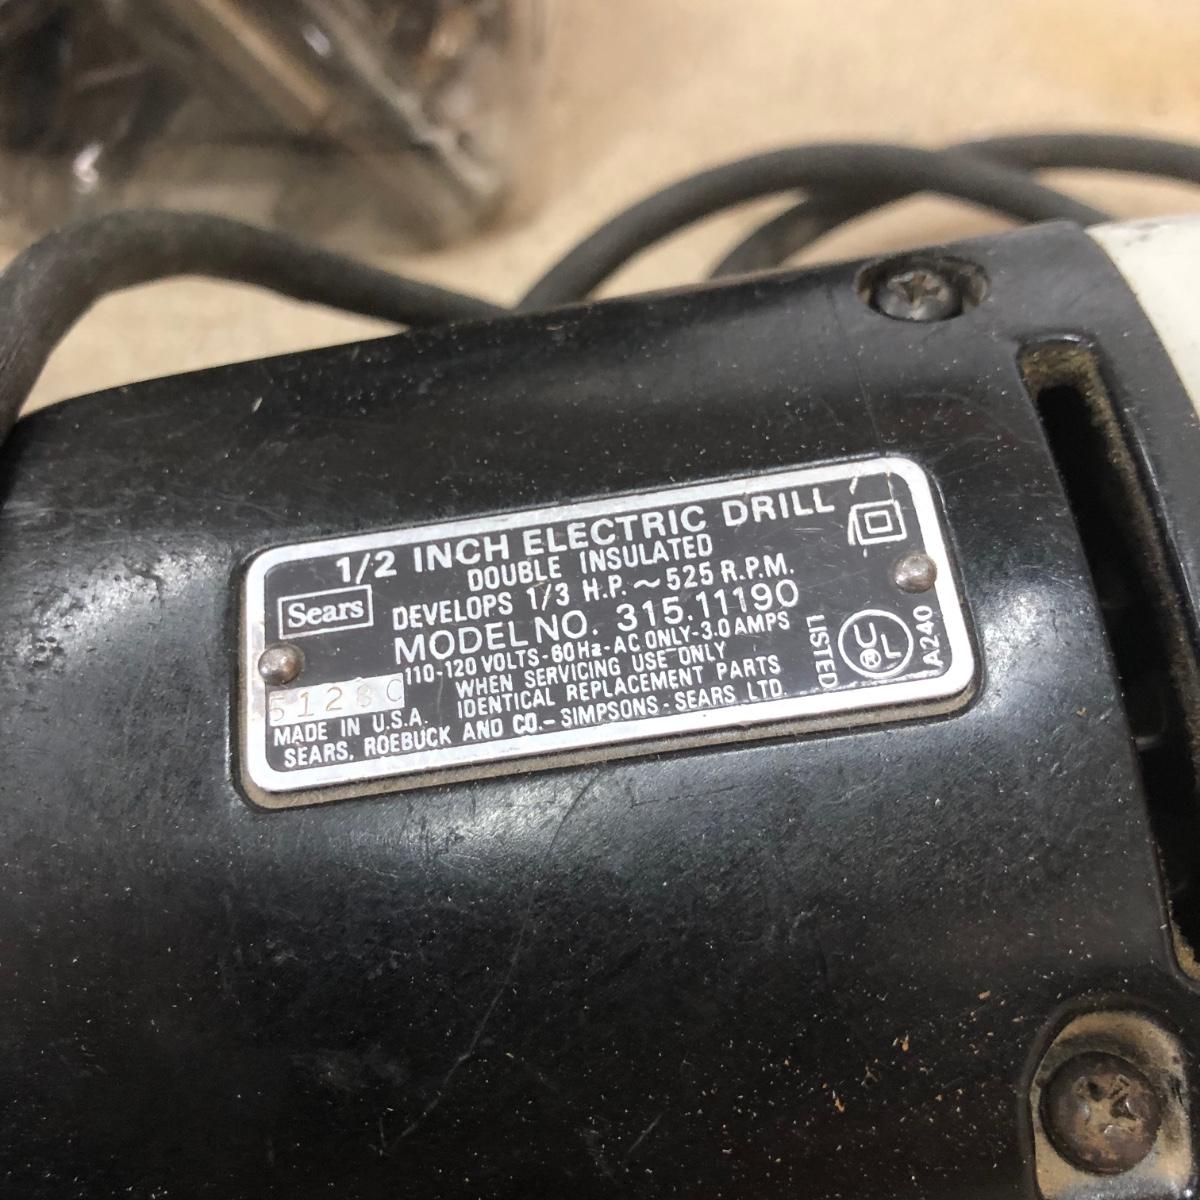 1/2 INCH ELECTRIC DRILL
DOUBLE INSULATED
Sears
DEVELOPS 1/3 H.P. ~ 525 R.P.M.
MODEL NO. 315.11190
110-120 VOLTS - 60 Hz - AC ONLY - 3.0 AMPS
WHEN SERVICING USE ONLY
IDENTICAL REPLACEMENT PARTS
MADE IN U.S.A.
SEARS, ROEBUCK AND CO. - SIMPSONS - SEARS LTD.
LISTED
UL®
A240